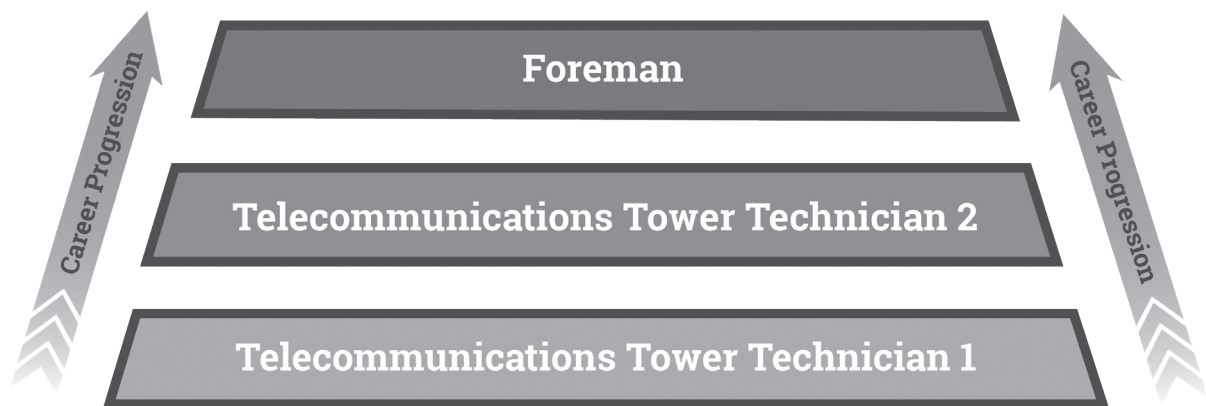 Career Progression
Foreman
Career Progression
Telecommunications Tower Technician 2
Telecommunications Tower Technician 1